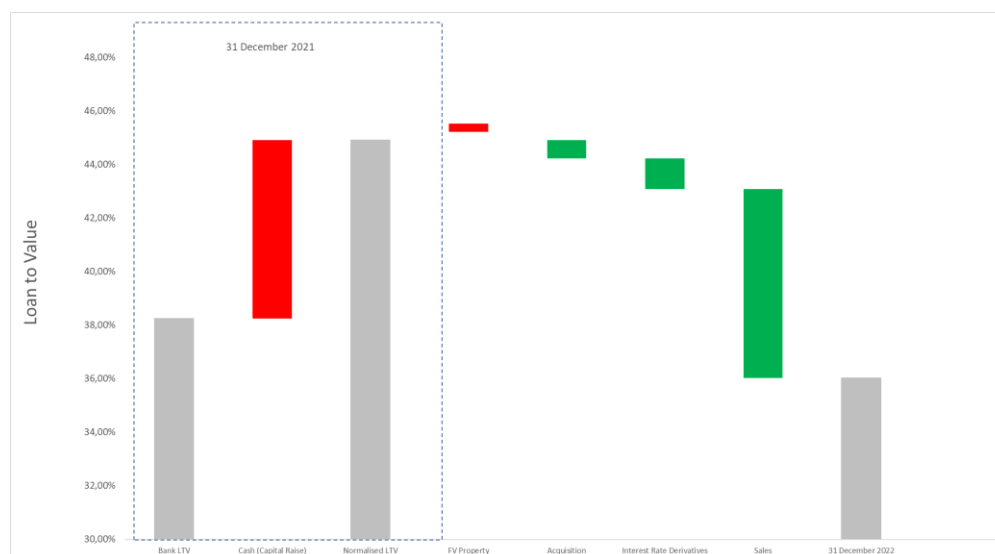 31 December 2021
48,00%
46,00%
44,00%
42,00%
40,00%
38,00%
36,00%
34,00%
32,00%
30,00%
Loan to Value
Bank LTV
Cash (Capital Raise)
Normalised LTV
FV Property
Acquisition
Interest Rate Derivatives
Sales
31 December 2022